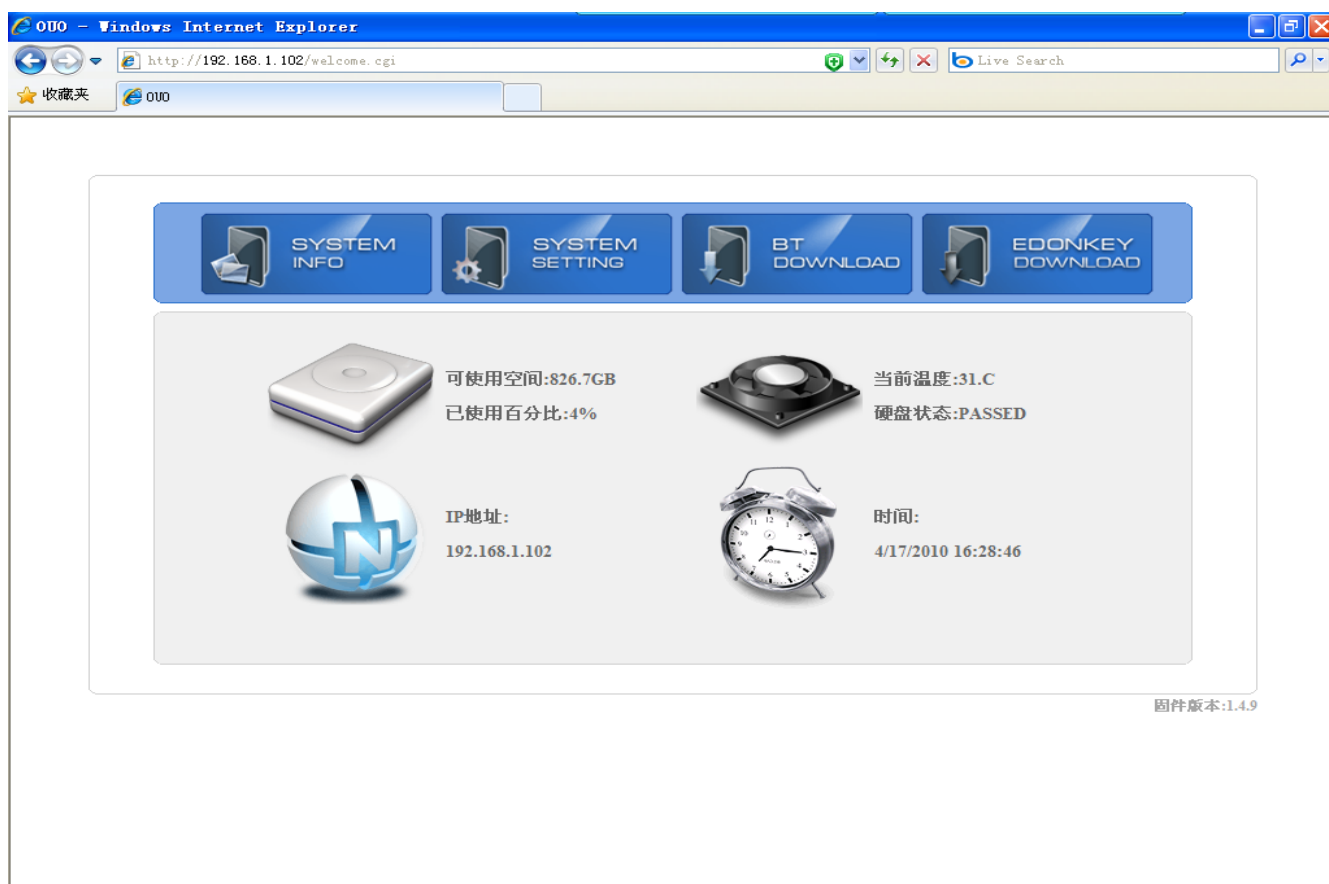 OUO - Windows Internet Explorer
http://192.168.1.102/welcome.cgi
Live Search
收藏夹
OUO
SYSTEM INFO
SYSTEM SETTING
BT DOWNLOAD
EDONKEY DOWNLOAD
可使用空间:826.7GB
已使用百分比:4%
当前温度:31.C
硬盘状态:PASSED
IP地址:
192.168.1.102
时间:
4/17/2010 16:28:46
固件版本:1.4.9